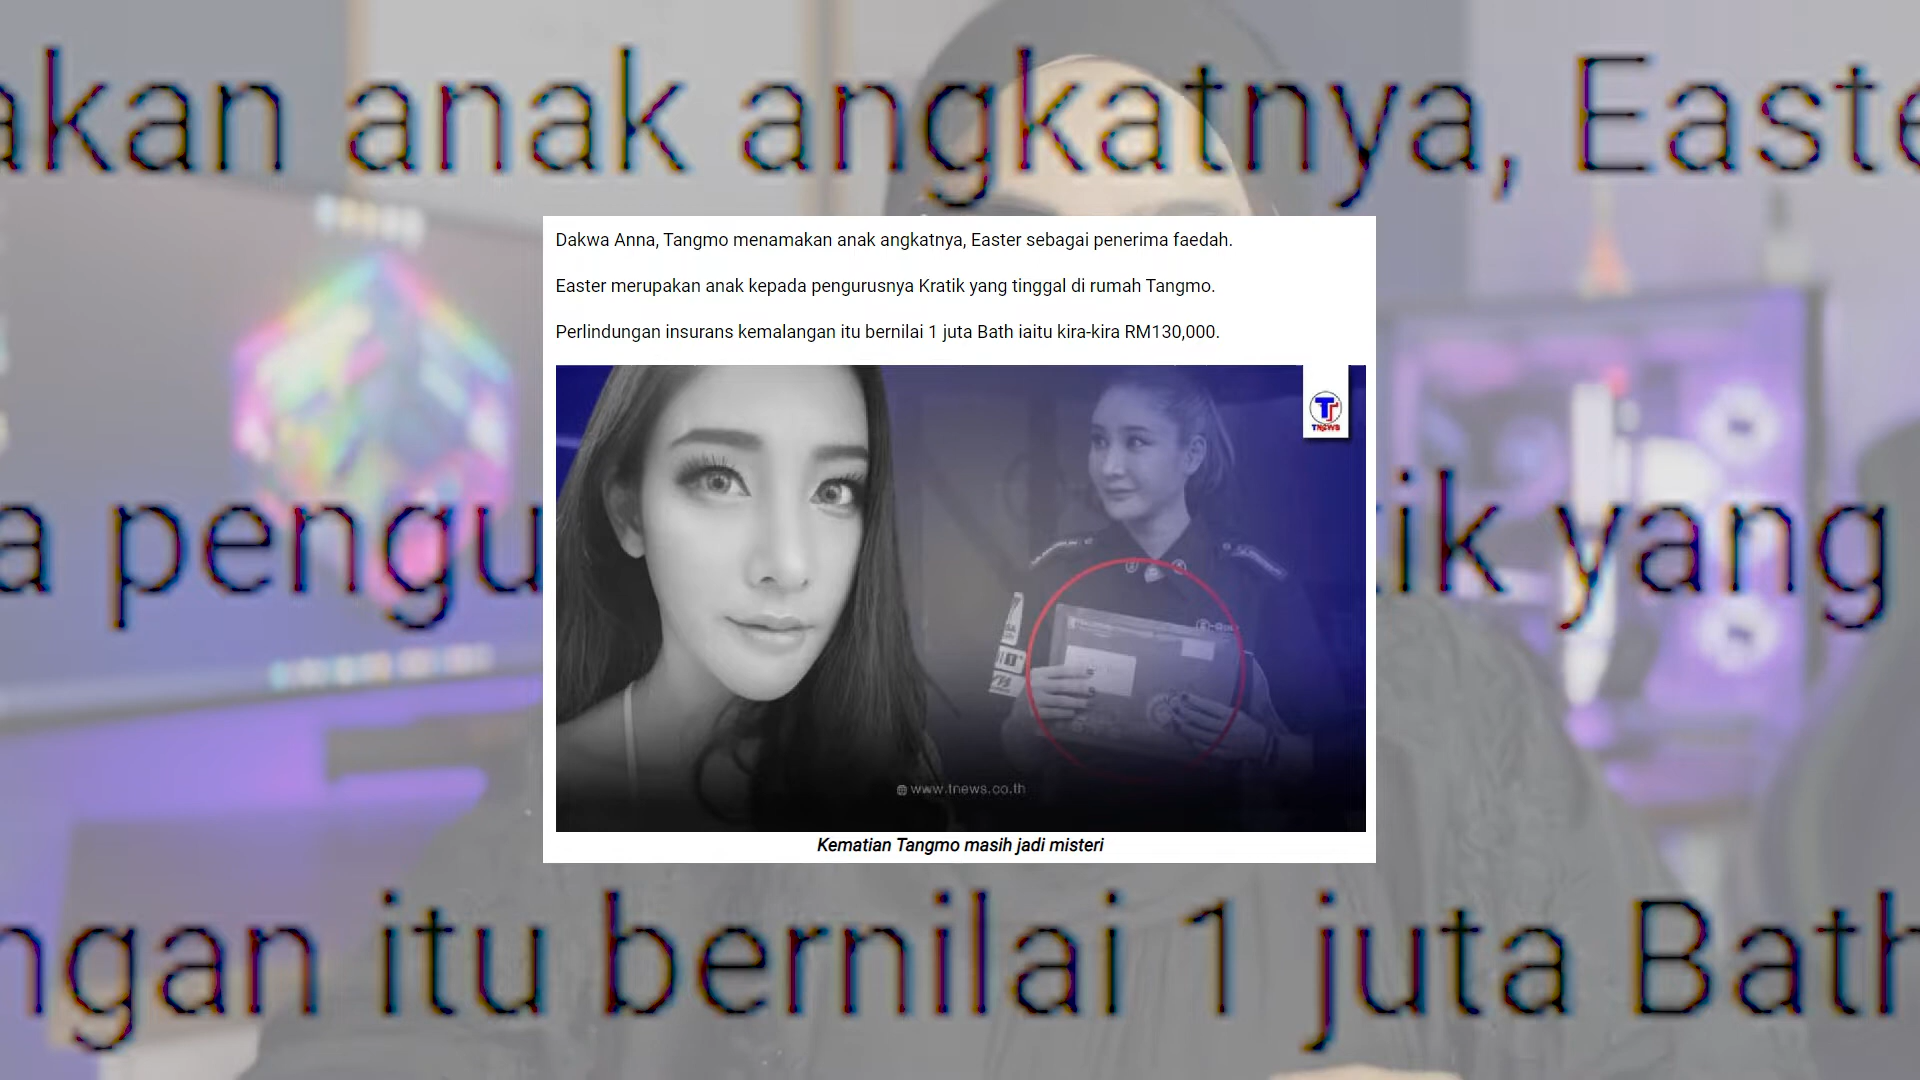 akan anak angkatnya, Easte
Dakwa Anna, Tangmo menamakan anak angkatnya, Easter sebagai penerima faedah.
Easter merupakan anak kepada pengurusnya Kratik yang tinggal di rumah Tangmo.
Perlindungan insurans kemalangan itu bernilai 1 juta Bath iaitu kira-kira RM130,000.
TNEWS
www.tnews.co.th
Kematian Tangmo masih jadi misteri
a pengu
ik yang
ngan itu bernilai 1 juta Bath